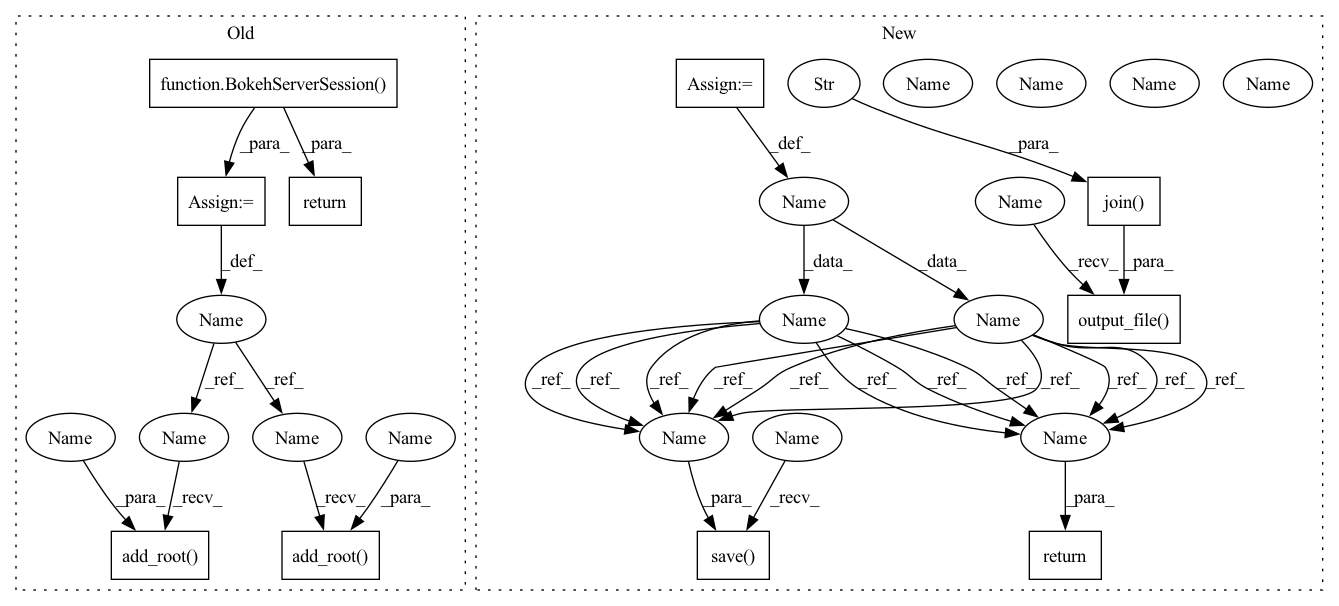 Old
New
function.BokehServerSession()
Assign:=
Str
Name
Name
Name
Name
_para_
_para_
_def_
_para_
Assign:=
return
Name
Name
join()
_def_
_data_
_data_
_recv_
_para_
Name
Name
Name
output_file()
_ref_
_ref_
_ref_
_ref_
_ref_
_ref_
_ref_
_ref_
_ref_
_ref_
_ref_
_ref_
_ref_
_ref_
Name
Name
Name
Name
Name
Name
Name
_para_
_recv_
_recv_
_para_
_para_
_recv_
_para_
add_root()
add_root()
save()
return